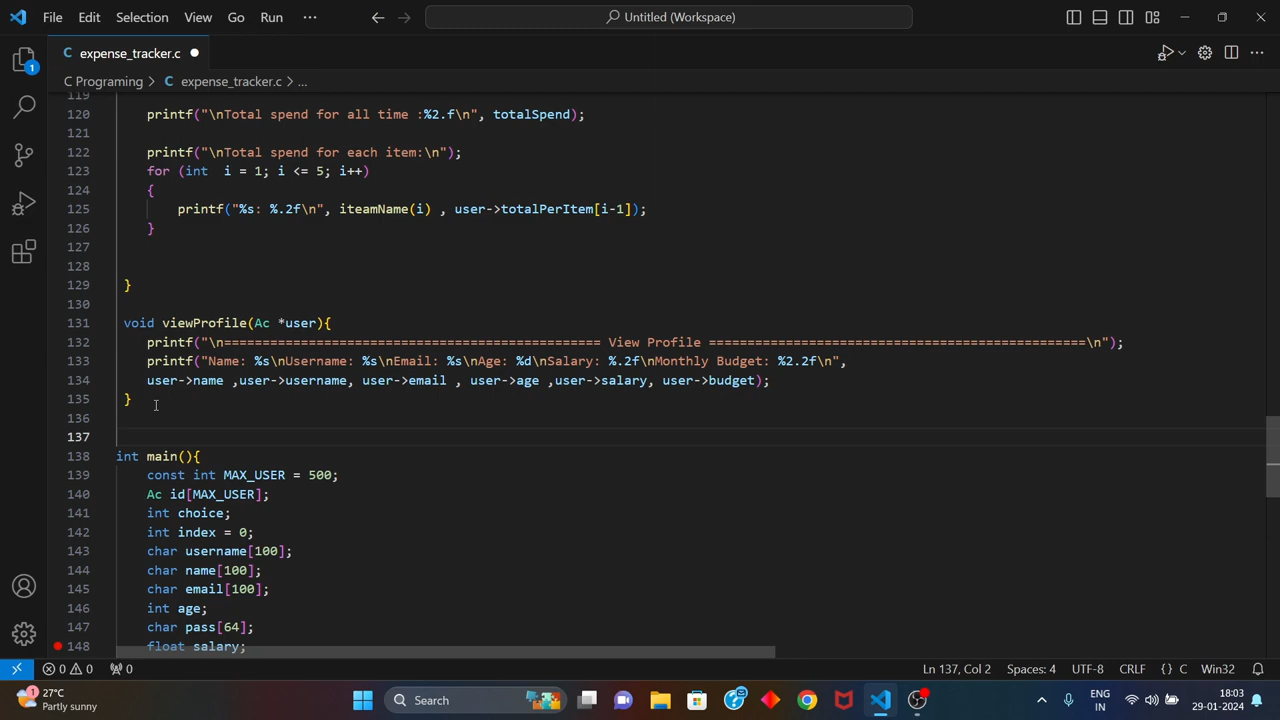 File Edit Selection View Go Run ··· Untitled (Workspace)
C expense_tracker.c
C Programing > C expense_tracker.c > ...
119
120 printf("\nTotal spend for all time :%2.f\n", totalSpend);
121
122 printf("\nTotal spend for each item:\n");
123 for (int i = 1; i <= 5; i++)
124 {
125 printf("%s: %.2f\n", iteamName(i) , user->totalPerItem[i-1]);
126 }
127
128
129 }
130
131 void viewProfile(Ac *user){
132 printf("\n================================================= View Profile =================================================\n");
133 printf("Name: %s\nUsername: %s\nEmail: %s\nAge: %d\nSalary: %.2f\nMonthly Budget: %2.2f\n",
134 user->name ,user->username, user->email , user->age ,user->salary, user->budget);
135 }
136
137
138 int main(){
139 const int MAX_USER = 500;
140 Ac id[MAX_USER];
141 int choice;
142 int index = 0;
143 char username[100];
144 char name[100];
145 char email[100];
146 int age;
147 char pass[64];
148 float salary;
0 0 0 Ln 137, Col 2 Spaces: 4 UTF-8 CRLF {} C Win32
1 27°C Partly sunny Search ENG IN 18:03 29-01-2024